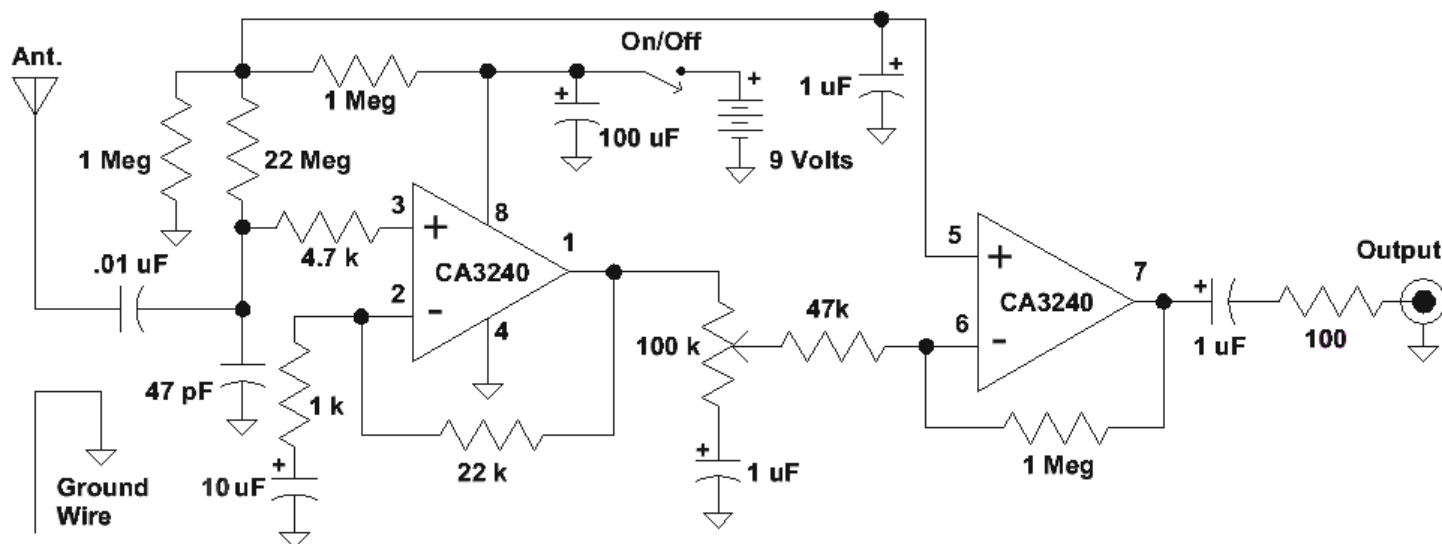 Ant.
On/Off
+
1 Meg
+
100 uF
+
9 Volts
1 uF
+
1 Meg
22 Meg
3
+
8
4.7 k
CA3240
1
2
-
4
.01 uF
47 pF
1 k
22 k
+
10 uF
Ground
Wire
100 k
47k
+
1 uF
5
+
CA3240
7
6
-
1 Meg
+
1 uF
100
Output